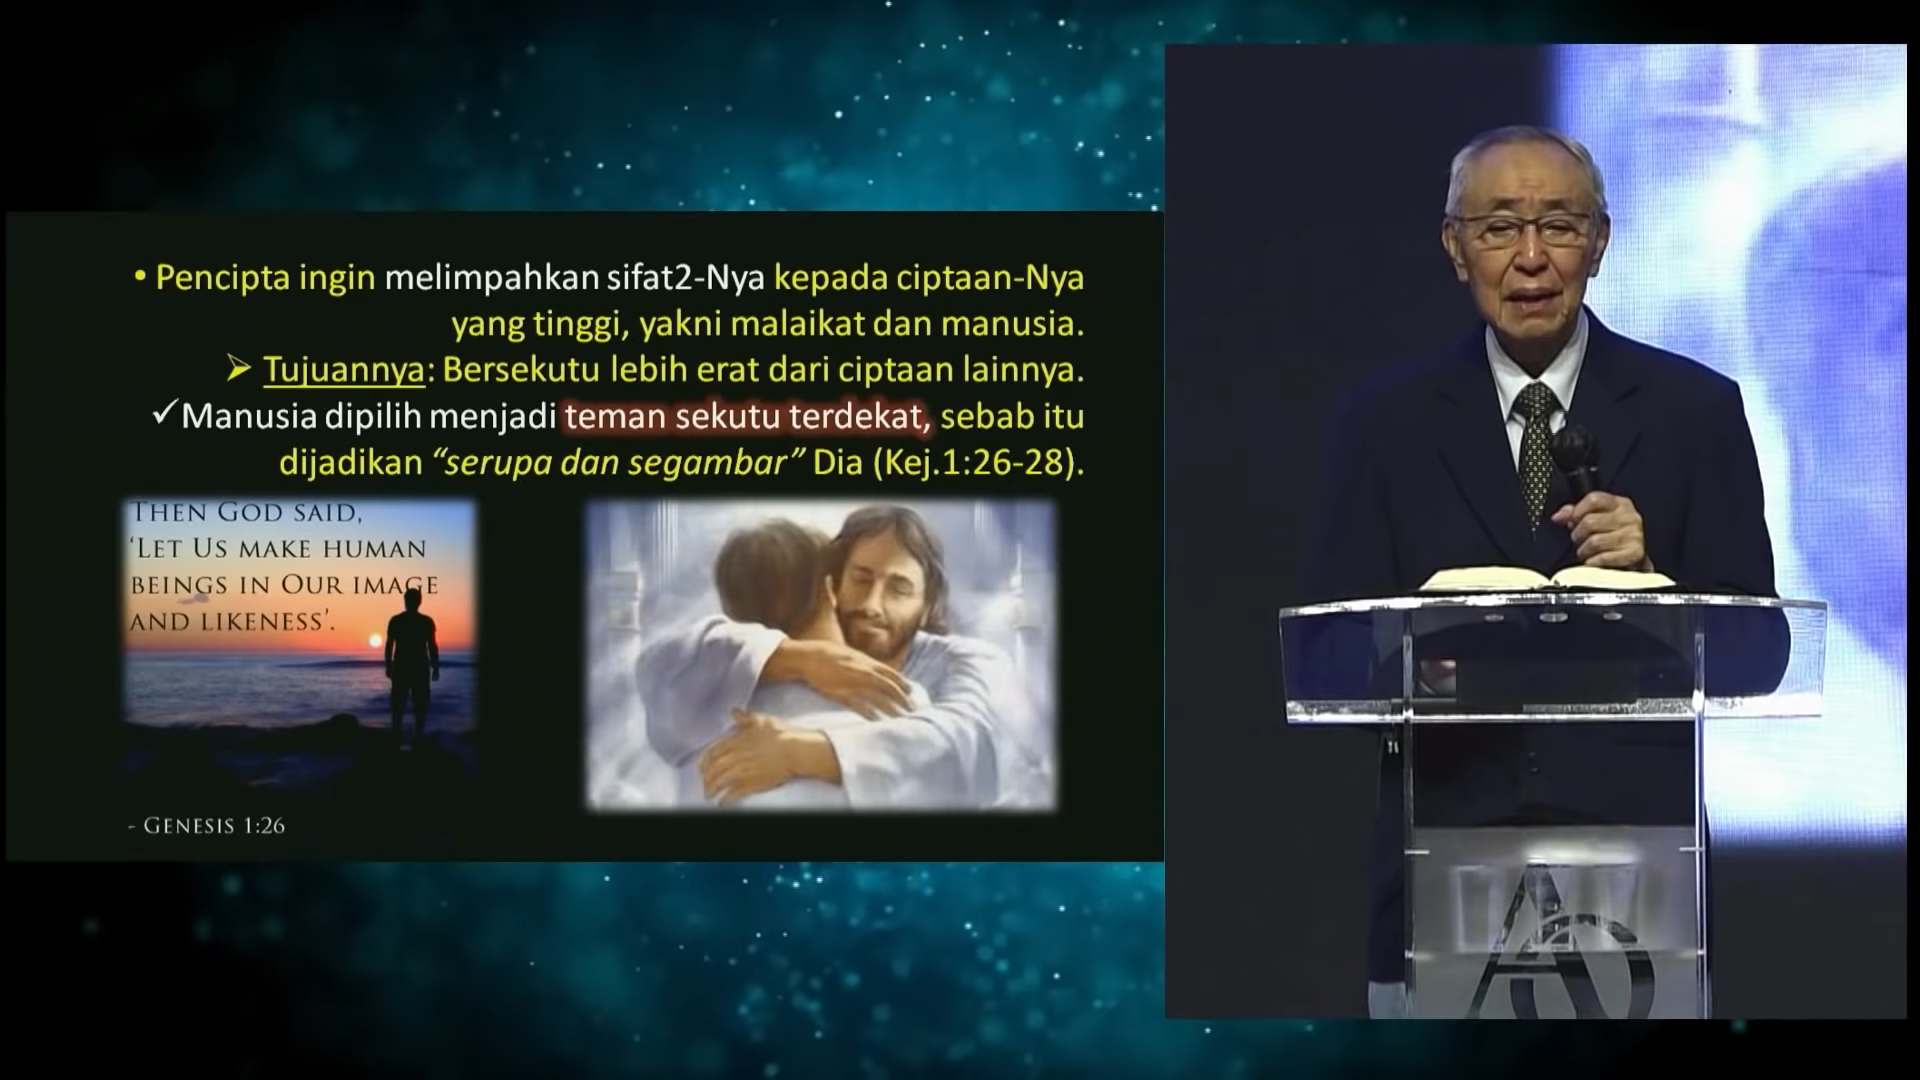 • Pencipta ingin melimpahkan sifat2-Nya kepada ciptaan-Nya
yang tinggi, yakni malaikat dan manusia.
➢ Tujuannya: Bersekutu lebih erat dari ciptaan lainnya.
✓Manusia dipilih menjadi teman sekutu terdekat, sebab itu
dijadikan “serupa dan segambar” Dia (Kej.1:26-28).
THEN GOD SAID,
‘LET US MAKE HUMAN
BEINGS IN OUR IMAGE
AND LIKENESS’.
- GENESIS 1:26